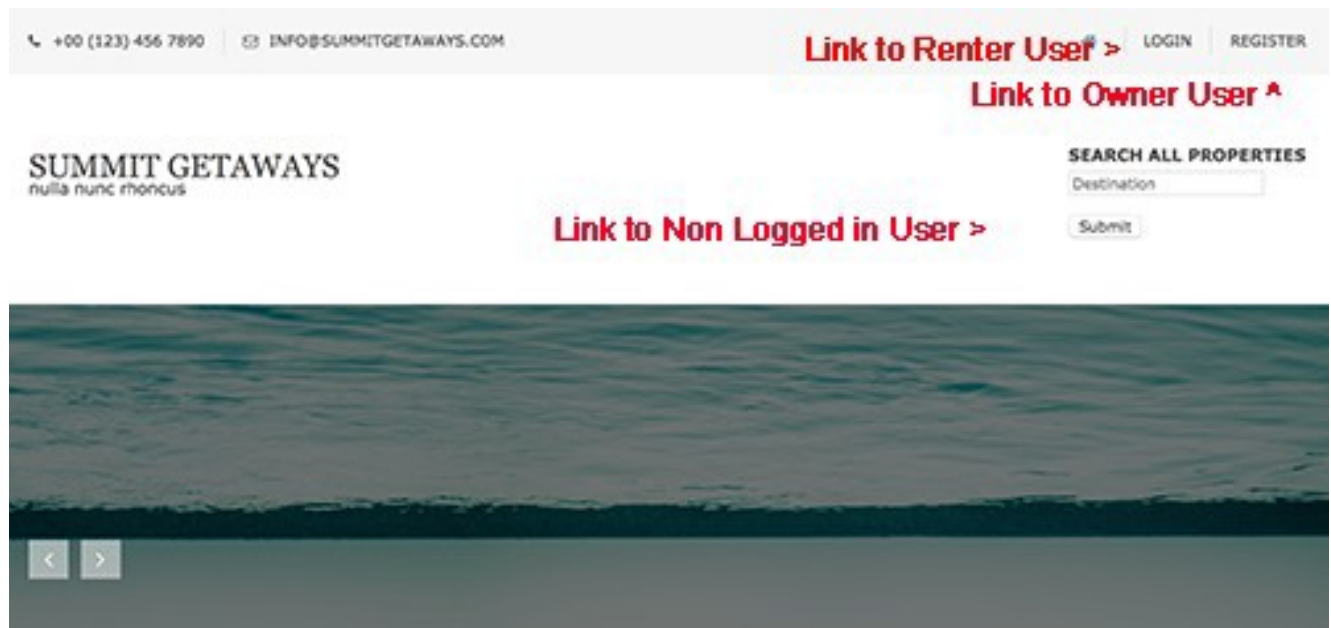 +00 (123) 456 7890 INFO@SUMMITGETAWAYS.COM Link to Renter User > LOGIN REGISTER
Link to Owner User ^
SUMMIT GETAWAYS
nulla nunc rhoncus
SEARCH ALL PROPERTIES
Destination
Link to Non Logged in User > Submit